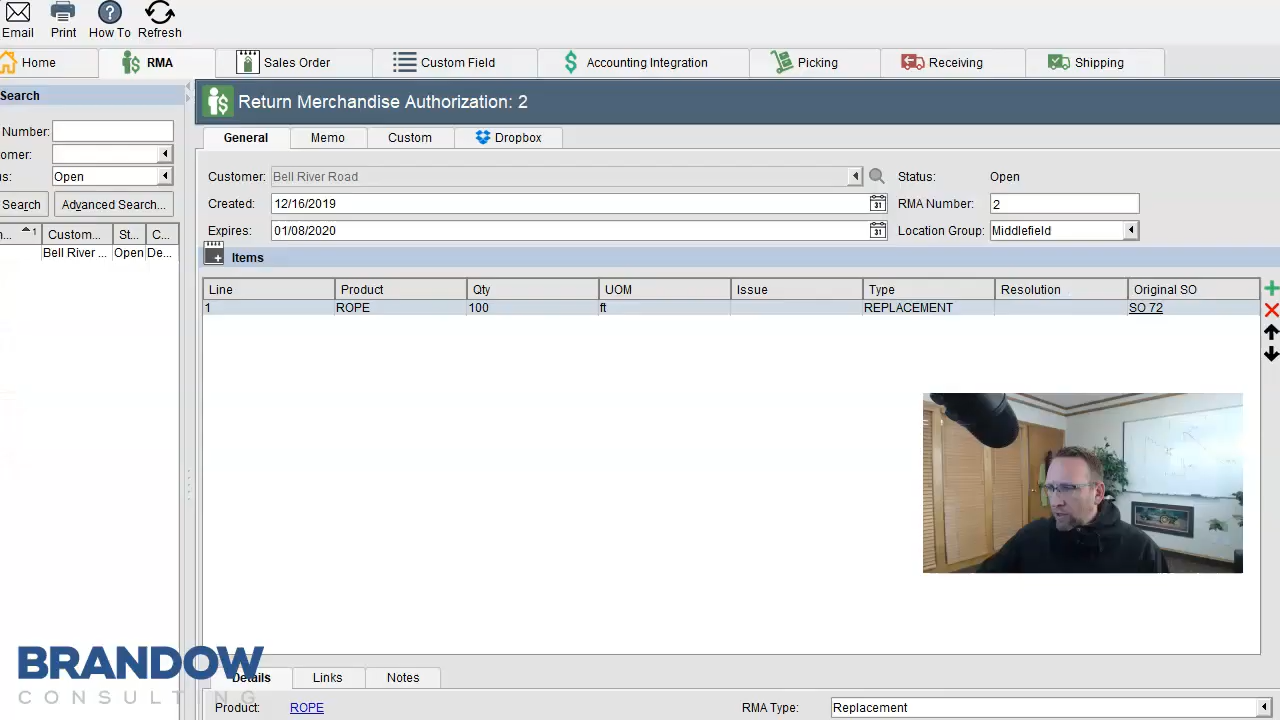 Email Print How To Refresh
Home RMA Sales Order Custom Field Accounting Integration Picking Receiving Shipping
Search
Number:
omer:
s: Open
Search Advanced Search...
n... 1 Custom... St... C...
Bell River ... Open De...
Return Merchandise Authorization: 2
General Memo Custom Dropbox
Customer: Bell River Road Status: Open
Created: 12/16/2019 31 RMA Number: 2
Expires: 01/08/2020 31 Location Group: Middlefield
Items
Line Product Qty UOM Issue Type Resolution Original SO
1 ROPE 100 ft REPLACEMENT SO 72
Details Links Notes
Product: ROPE RMA Type: Replacement
BRANDOW
CONSULTING